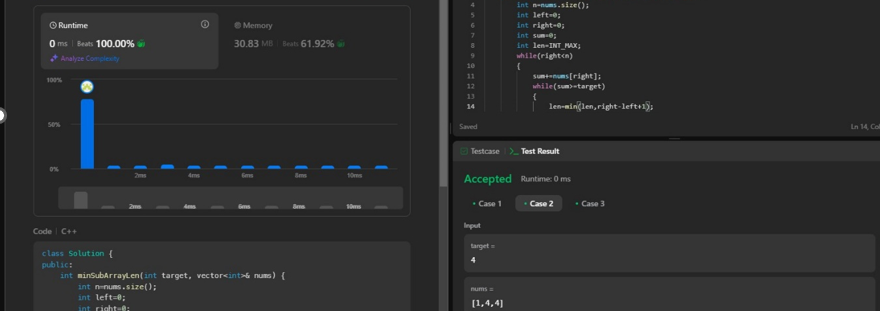 Runtime
0 ms | Beats 100.00%
Analyze Complexity
Memory
30.83 MB | Beats 61.92%
100%
50%
0%
2ms 4ms 6ms 8ms 10ms
2ms 4ms 6ms 8ms 10ms
Code | C++
class Solution {
public:
int minSubArrayLen(int target, vector<int>& nums) {
int n=nums.size();
int left=0;
int right=0;
4
5 int n=nums.size();
5 int left=0;
6 int right=0;
7 int sum=0;
8 int len=INT_MAX;
9 while(right<n)
10 {
11 sum+=nums[right];
12 while(sum>=target)
13 {
14 len=min(len,right-left+1);
Saved
Ln 14, Col
Testcase | >_ Test Result
Accepted Runtime: 0 ms
• Case 1 • Case 2 • Case 3
Input
target =
4
nums =
[1,4,4]